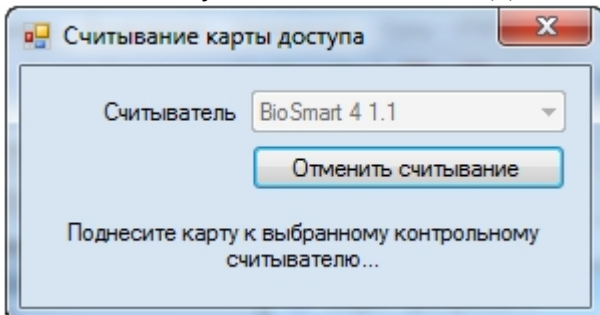 Считывание карты доступа
Считыватель BioSmart 4 1.1
Отменить считывание
Поднесите карту к выбранному контрольному
считывателю...